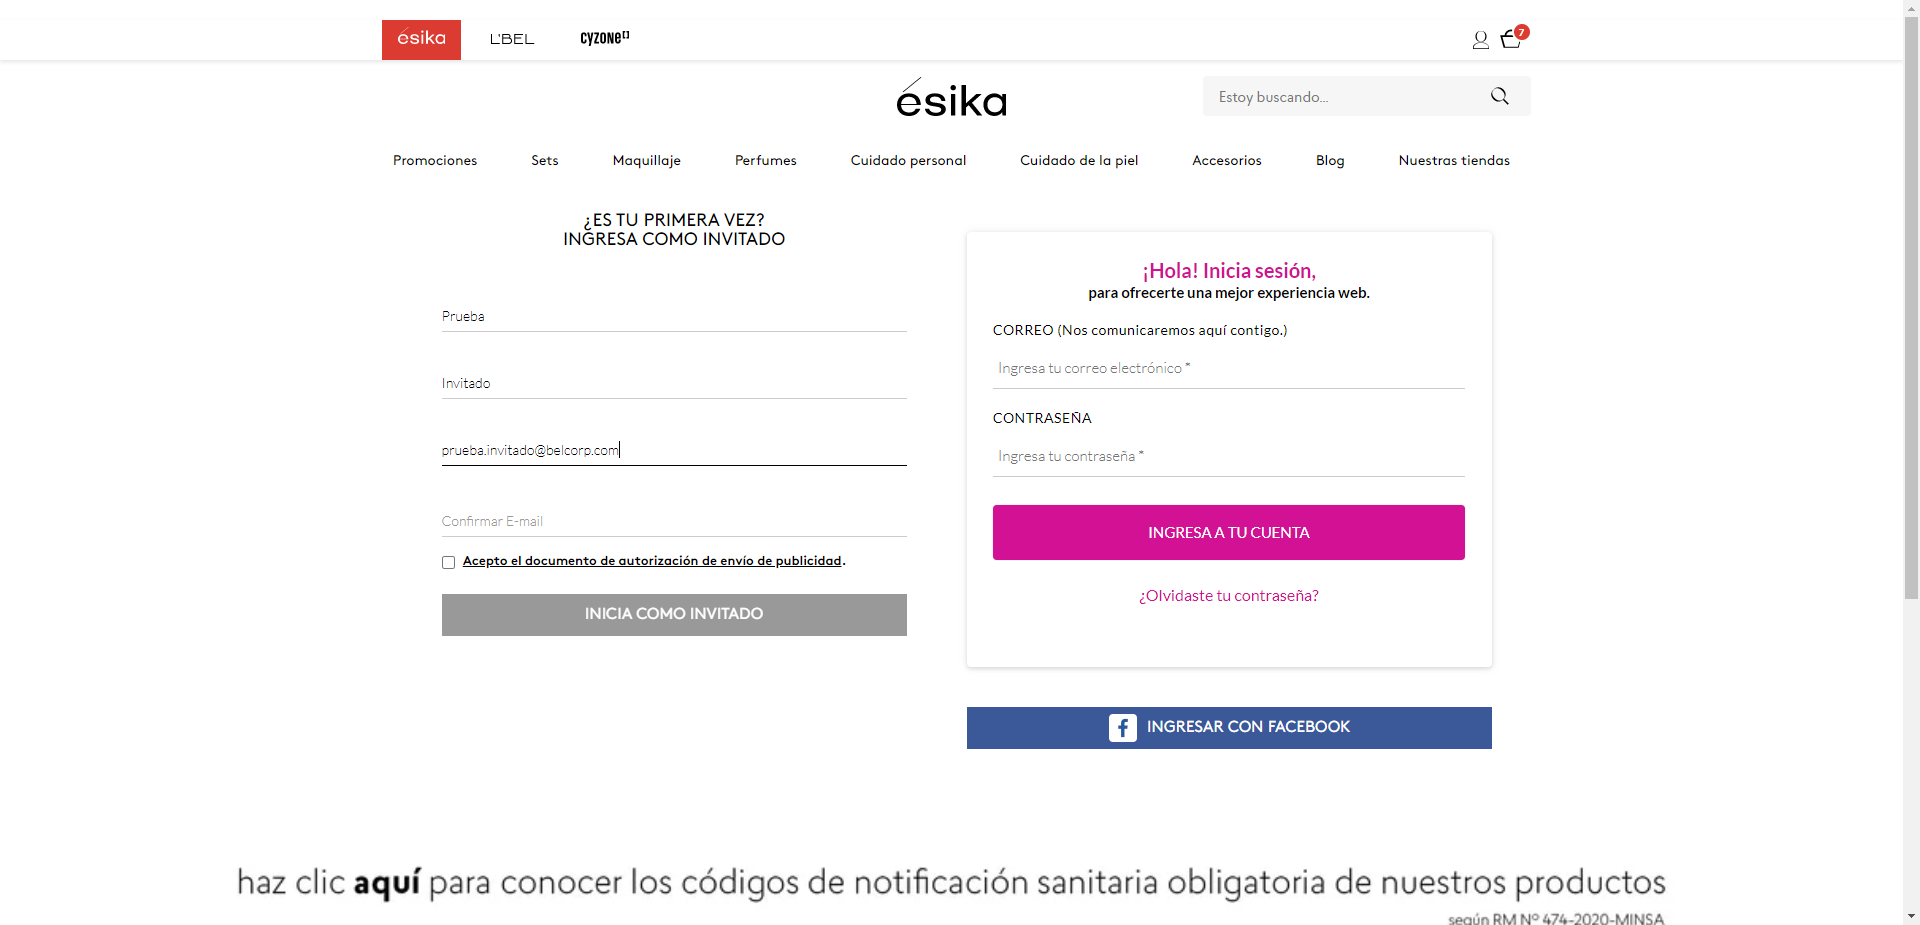 ésika
L'BEL
CYZONE
7
ésika
Estoy buscando...
Promociones
Sets
Maquillaje
Perfumes
Cuidado personal
Cuidado de la piel
Accesorios
Blog
Nuestras tiendas
¿ES TU PRIMERA VEZ?
INGRESA COMO INVITADO
Prueba
Invitado
prueba.invitado@belcorp.com
Confirmar E-mail
Acepto el documento de autorización de envío de publicidad.
INICIA COMO INVITADO
¡Hola! Inicia sesión,
para ofrecerte una mejor experiencia web.
CORREO (Nos comunicaremos aquí contigo.)
Ingresa tu correo electrónico *
CONTRASEÑA
Ingresa tu contraseña *
INGRESA A TU CUENTA
¿Olvidaste tu contraseña?
INGRESAR CON FACEBOOK
haz clic aquí para conocer los códigos de notificación sanitaria obligatoria de nuestros productos
según RM Nº 474-2020-MINSA